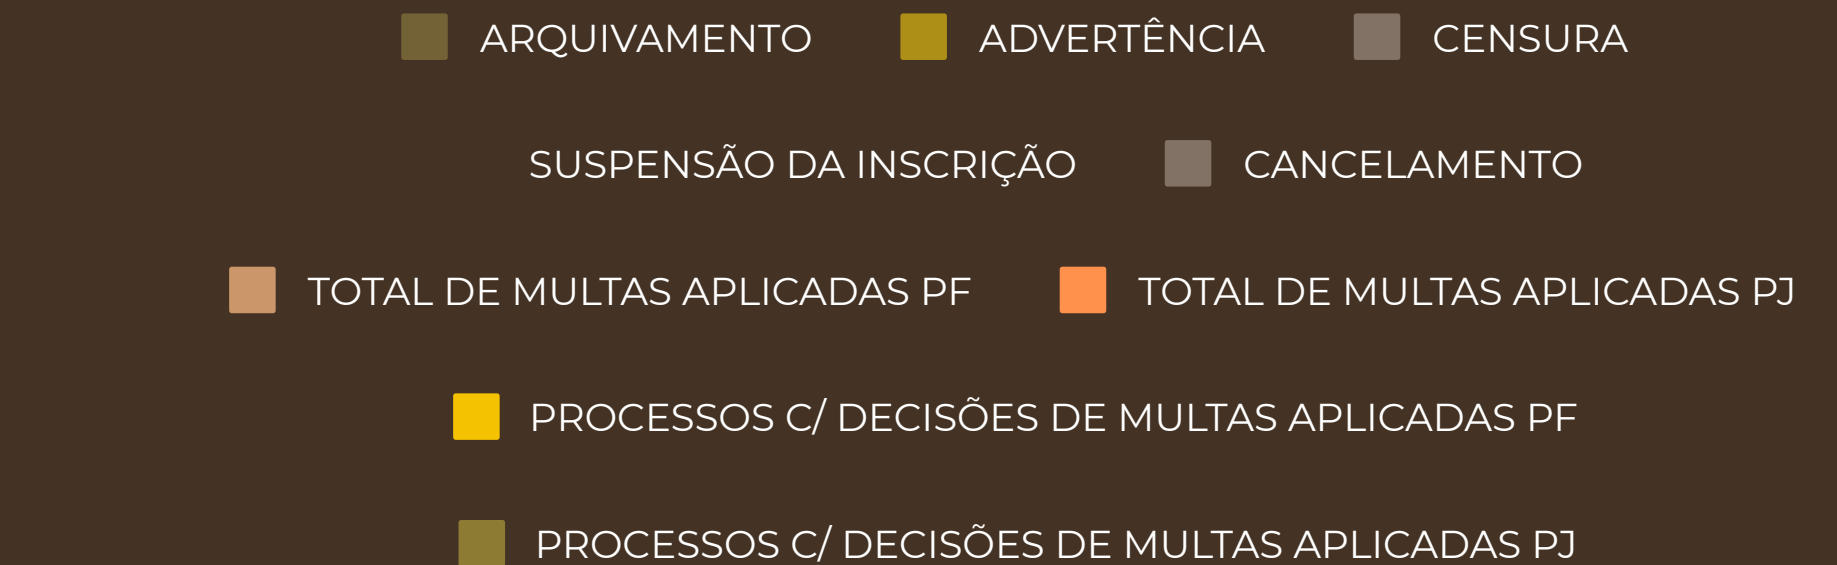 ARQUIVAMENTO ADVERTÊNCIA CENSURA
SUSPENSÃO DA INSCRIÇÃO CANCELAMENTO
TOTAL DE MULTAS APLICADAS PF TOTAL DE MULTAS APLICADAS PJ
PROCESSOS C/ DECISÕES DE MULTAS APLICADAS PF
PROCESSOS C/ DECISÕES DE MULTAS APLICADAS PJ